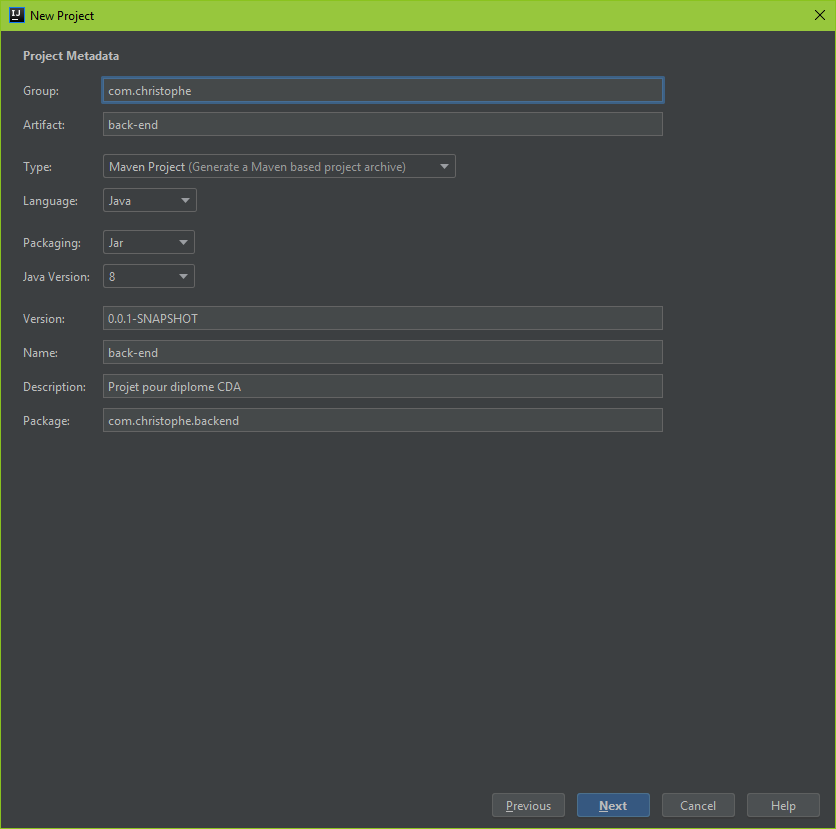 IJ New Project
Project Metadata
Group: com.christophe
Artifact: back-end
Type: Maven Project (Generate a Maven based project archive)
Language: Java
Packaging: Jar
Java Version: 8
Version: 0.0.1-SNAPSHOT
Name: back-end
Description: Projet pour diplome CDA
Package: com.christophe.backend
Previous Next Cancel Help